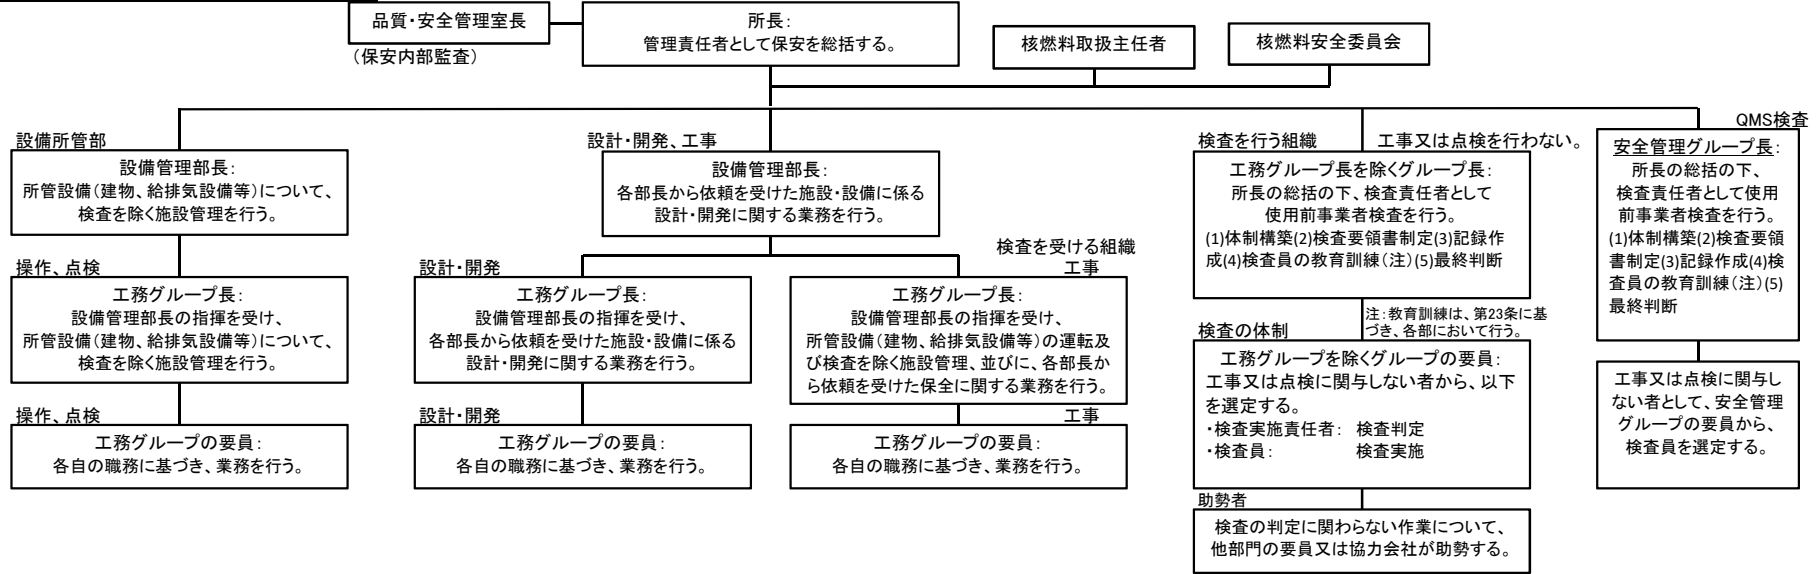 品質・安全管理室長
(保安内部監査)
所長:
管理責任者として保安を総括する。
核燃料取扱主任者
核燃料安全委員会
設備所管部
設備管理部長:
所管設備(建物、給排気設備等)について、
検査を除く施設管理を行う。
操作、点検
工務グループ長:
設備管理部長の指揮を受け、
所管設備(建物、給排気設備等)について、
検査を除く施設管理を行う。
操作、点検
工務グループの要員:
各自の職務に基づき、業務を行う。
設計・開発、工事
設備管理部長:
各部長から依頼を受けた施設・設備に係る
設計・開発に関する業務を行う。
設計・開発
工務グループ長:
設備管理部長の指揮を受け、
各部長から依頼を受けた施設・設備に係る
設計・開発に関する業務を行う。
設計・開発
工務グループの要員:
各自の職務に基づき、業務を行う。
検査を受ける組織
工事
工務グループ長:
設備管理部長の指揮を受け、
所管設備(建物、給排気設備等)の運転及
び検査を除く施設管理、並びに、各部長か
ら依頼を受けた保全に関する業務を行う。
工事
工務グループの要員:
各自の職務に基づき、業務を行う。
検査を行う組織
工事又は点検を行わない。
工務グループ長を除くグループ長:
所長の総括の下、検査責任者として
使用前事業者検査を行う。
(1)体制構築(2)検査要領書制定(3)記録作
成(4)検査員の教育訓練(注)(5)最終判断
注:教育訓練は、第23条に基
づき、各部において行う。
検査の体制
工務グループを除くグループの要員:
工事又は点検に関与しない者から、以下
を選定する。
・検査実施責任者: 検査判定
・検査員: 検査実施
助勢者
検査の判定に関わらない作業について、
他部門の要員又は協力会社が助勢する。
QMS検査
安全管理グループ長:
所長の総括の下、
検査責任者として使用
前事業者検査を行う。
(1)体制構築(2)検査要領
書制定(3)記録作成(4)検
査員の教育訓練(注)(5)
最終判断
工事又は点検に関与し
ない者として、安全管理
グループの要員から、
検査員を選定する。